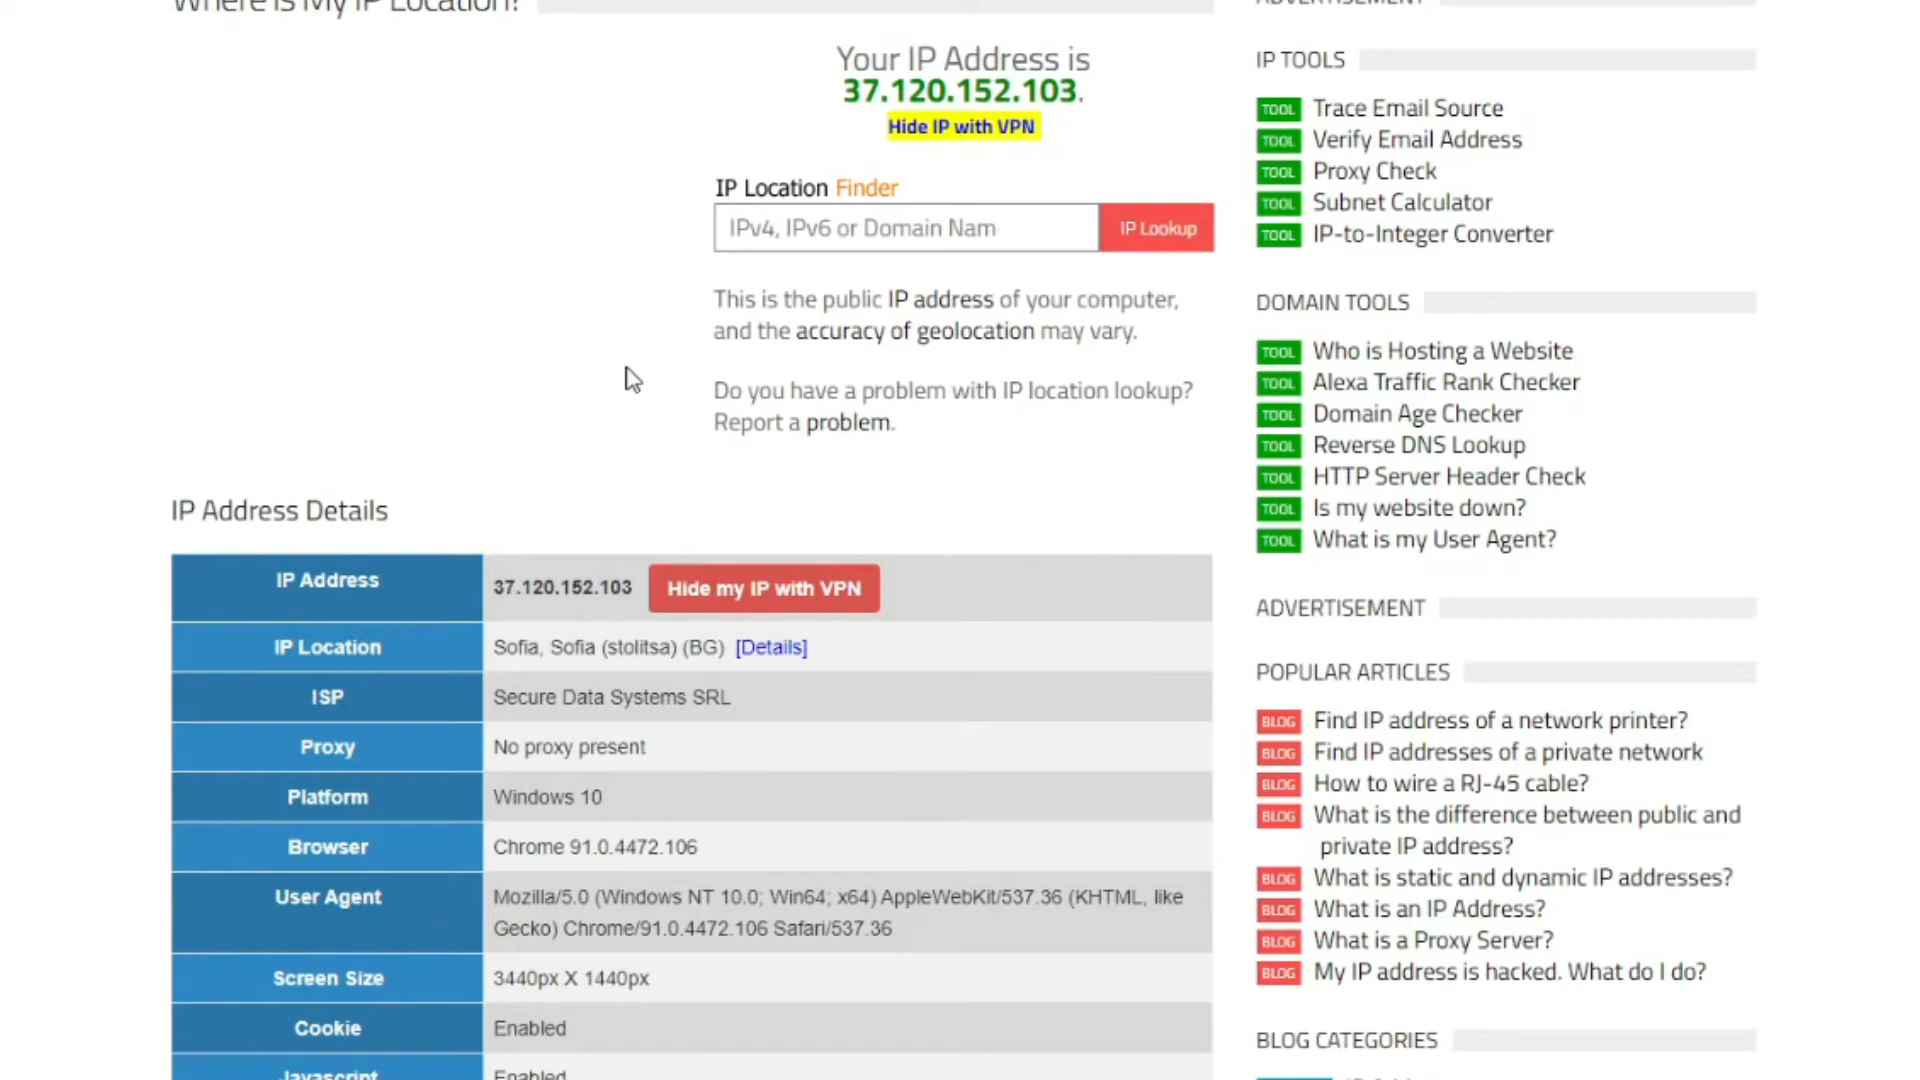 Where is My IP Location?
Your IP Address is
37.120.152.103.
Hide IP with VPN
IP Location Finder
IPv4, IPv6 or Domain Nam
IP Lookup
This is the public IP address of your computer,
and the accuracy of geolocation may vary.
Do you have a problem with IP location lookup?
Report a problem.
IP Address Details
IP Address 37.120.152.103 Hide my IP with VPN
IP Location Sofia, Sofia (stolitsa) (BG) [Details]
ISP Secure Data Systems SRL
Proxy No proxy present
Platform Windows 10
Browser Chrome 91.0.4472.106
User Agent Mozilla/5.0 (Windows NT 10.0; Win64; x64) AppleWebKit/537.36 (KHTML, like
Gecko) Chrome/91.0.4472.106 Safari/537.36
Screen Size 3440px X 1440px
Cookie Enabled
Javascript Enabled
ADVERTISEMENT
IP TOOLS
TOOL Trace Email Source
TOOL Verify Email Address
TOOL Proxy Check
TOOL Subnet Calculator
TOOL IP-to-Integer Converter
DOMAIN TOOLS
TOOL Who is Hosting a Website
TOOL Alexa Traffic Rank Checker
TOOL Domain Age Checker
TOOL Reverse DNS Lookup
TOOL HTTP Server Header Check
TOOL Is my website down?
TOOL What is my User Agent?
ADVERTISEMENT
POPULAR ARTICLES
BLOG Find IP address of a network printer?
BLOG Find IP addresses of a private network
BLOG How to wire a RJ-45 cable?
BLOG What is the difference between public and
private IP address?
BLOG What is static and dynamic IP addresses?
BLOG What is an IP Address?
BLOG What is a Proxy Server?
BLOG My IP address is hacked. What do I do?
BLOG CATEGORIES